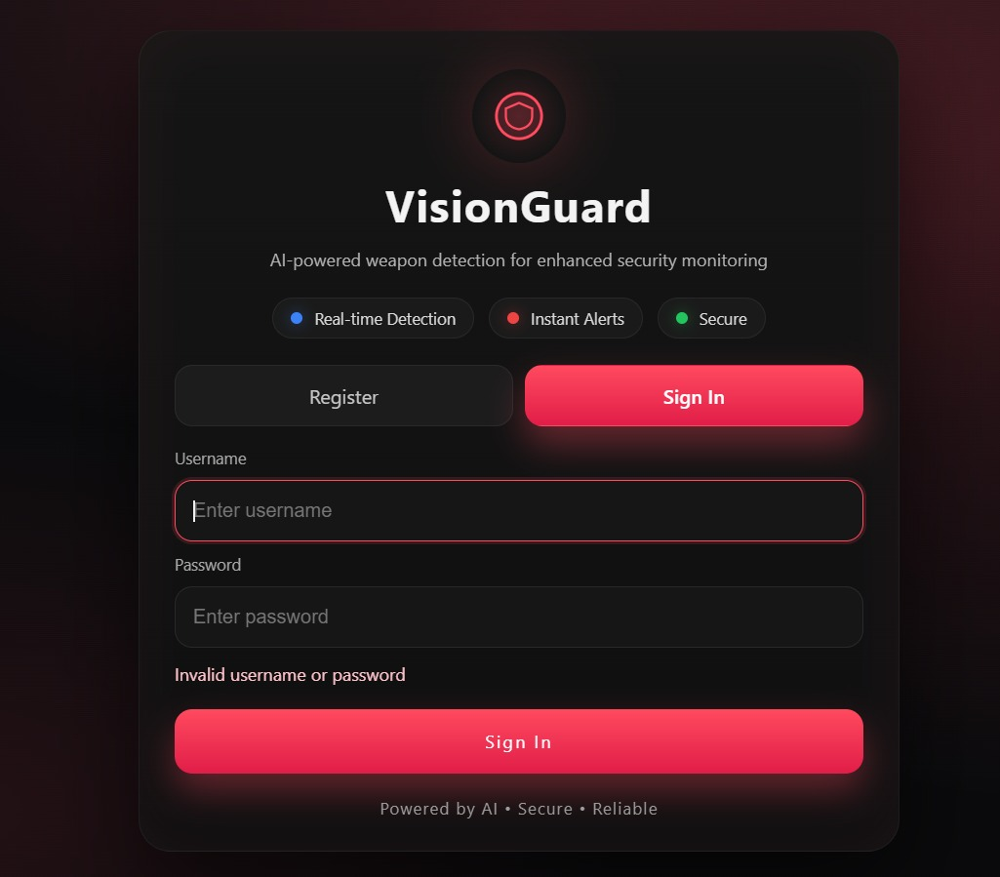 VisionGuard
AI-powered weapon detection for enhanced security monitoring
Real-time Detection Instant Alerts Secure
Register Sign In
Username
Enter username
Password
Enter password
Invalid username or password
Sign In
Powered by AI • Secure • Reliable